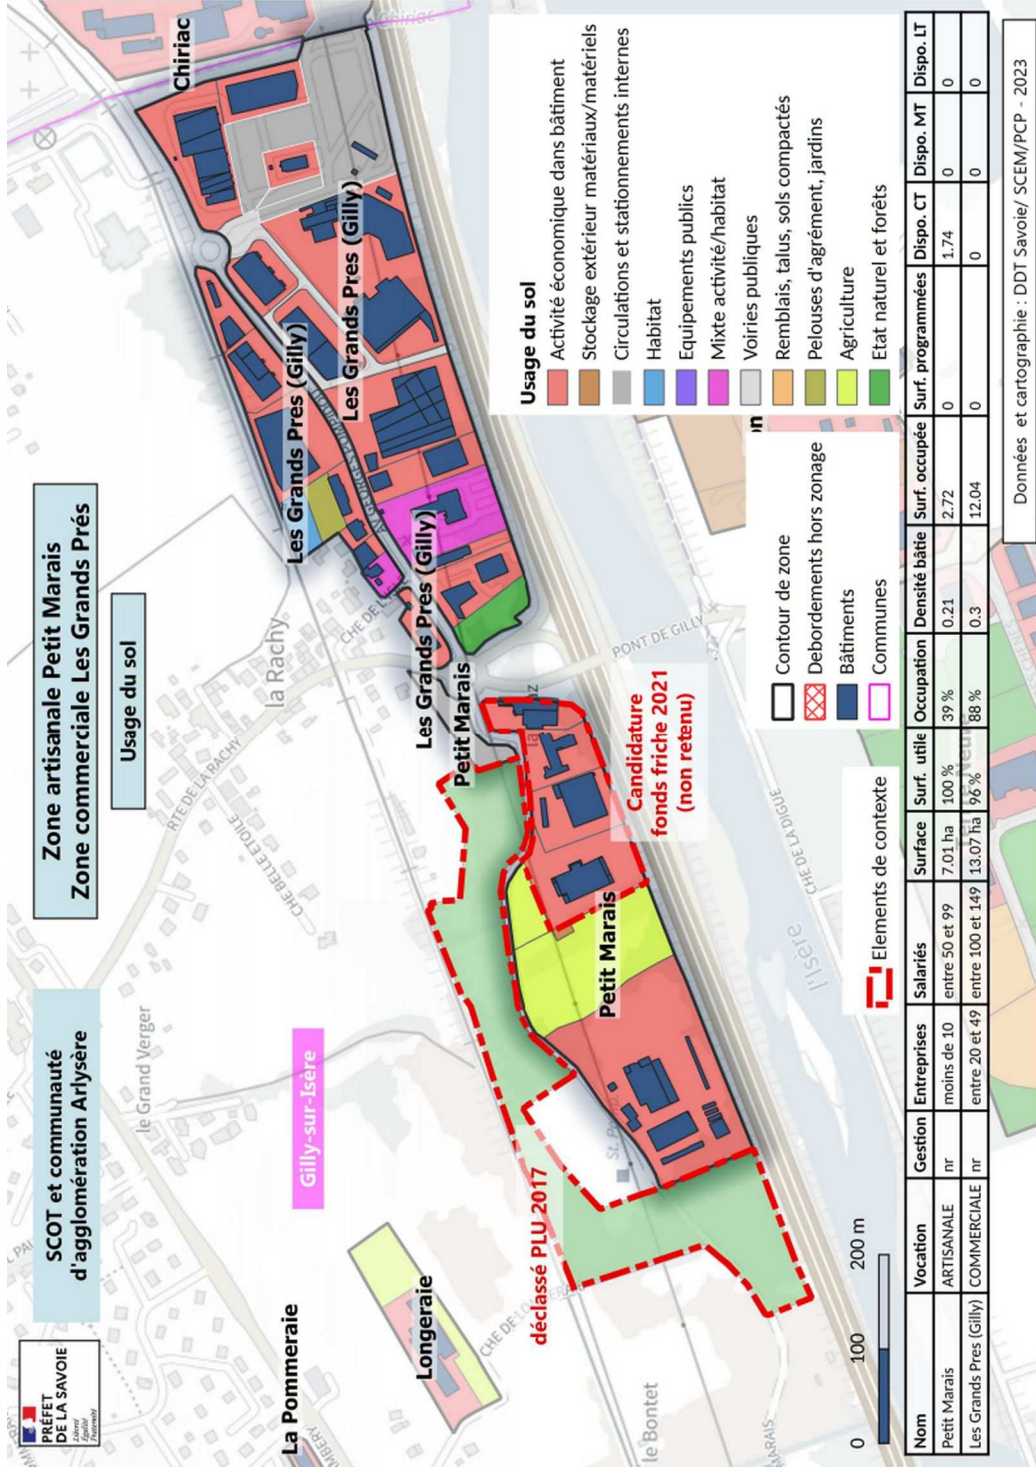 PRÉFET
DE LA SAVOIE
Liberté
Égalité
Fraternité
SCOT et communauté
d'agglomération Arlysère
Zone artisanale Petit Marais
Zone commerciale Les Grands Prés
Usage du sol
Gilly-sur-Isère
La Pommeraie
Longeraie
le Grand Verger
le Bontet
RTE DE LA RACHY
CHE BELLE ETOILE
la Rachy
Chiriac
Chiriac
Les Grands Pres (Gilly)
Les Grands Pres (Gilly)
Les Grands Pres (Gilly)
Petit Marais
Petit Marais
déclassé PLU 2017
Candidature
fonds friche 2021
(non retenu)
PONT DE GILLY
CHE DE LA DIGUE
l'Isère
MARAIS
0 100 200 m
Elements de contexte
Contour de zone
Debordements hors zonage
Bâtiments
Communes
Usage du sol
Activité économique dans bâtiment
Stockage extérieur matériaux/matériels
Circulations et stationnements internes
Habitat
Equipements publics
Mixte activité/habitat
Voiries publiques
Remblais, talus, sols compactés
Pelouses d'agrément, jardins
Agriculture
Etat naturel et forêts
Nom Vocation Gestion Entreprises Salariés Surface Surf. utile Occupation Densité bâtie Surf. occupée Surf. programmées Dispo. CT Dispo. MT Dispo. LT
Petit Marais ARTISANALE nr moins de 10 entre 50 et 99 7.01 ha 100 % 39 % 0.21 2.72 0 1.74 0 0
Les Grands Pres (Gilly) COMMERCIALE nr entre 20 et 49 entre 100 et 149 13.07 ha 96 % 88 % 0.3 12.04 0 0 0 0
Données et cartographie : DDT Savoie/ SCEM/PCP - 2023